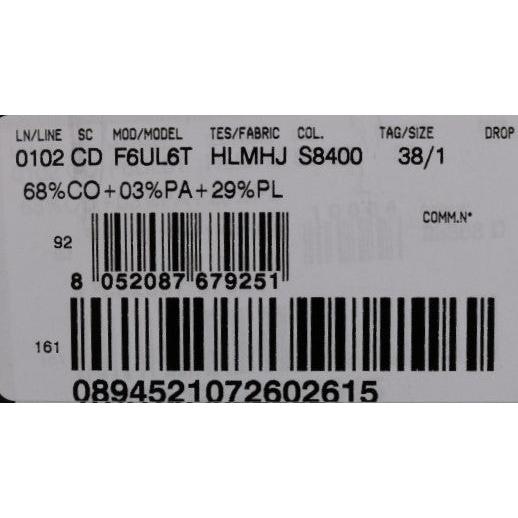 LN/LINE SC MOD/MODEL TES/FABRIC COL. TAG/SIZE DROP
0102 CD F6UL6T HLMHJ S8400 38/1
68%CO+03%PA+29%PL
COMM.N°
92
8 052087 679251
161
0894521072602615